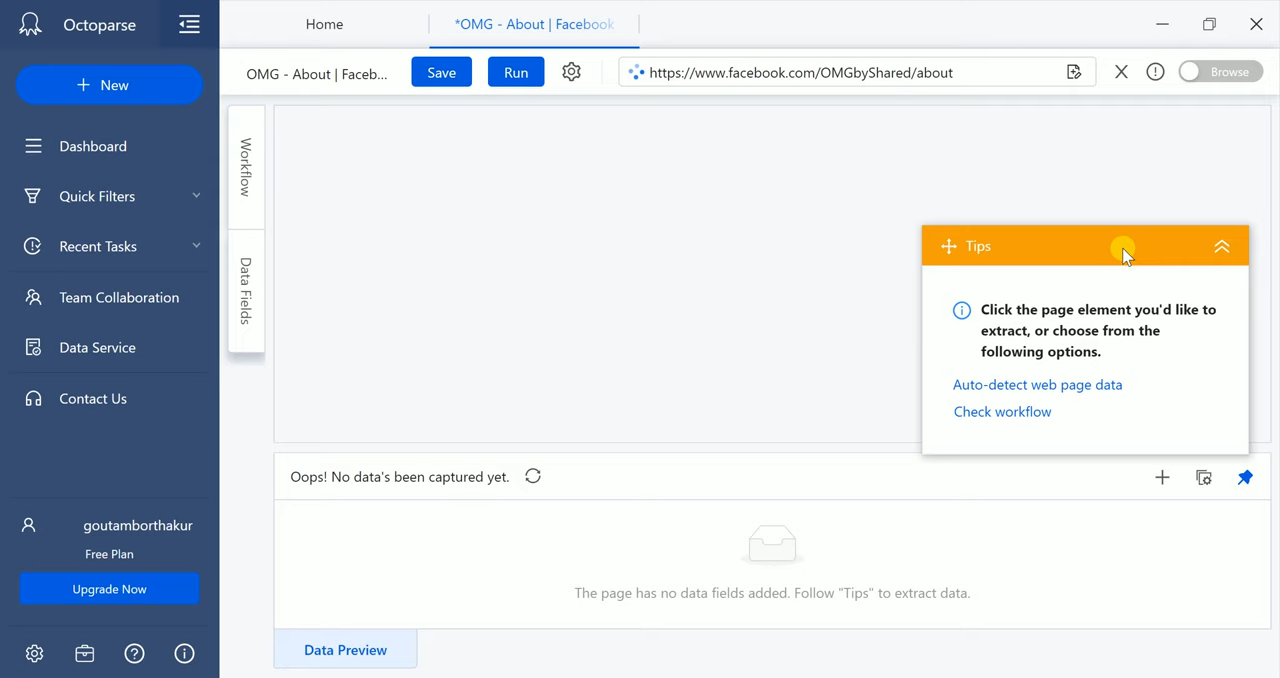 Octoparse
Home
*OMG - About | Facebook
New
OMG - About | Faceb...
Save
Run
https://www.facebook.com/OMGbyShared/about
Browse
Dashboard
Quick Filters
Recent Tasks
Team Collaboration
Data Service
Contact Us
Workflow
Data Fields
Tips
Click the page element you'd like to
extract, or choose from the
following options.
Auto-detect web page data
Check workflow
Oops! No data's been captured yet.
The page has no data fields added. Follow "Tips" to extract data.
Data Preview
goutamborthakur
Free Plan
Upgrade Now